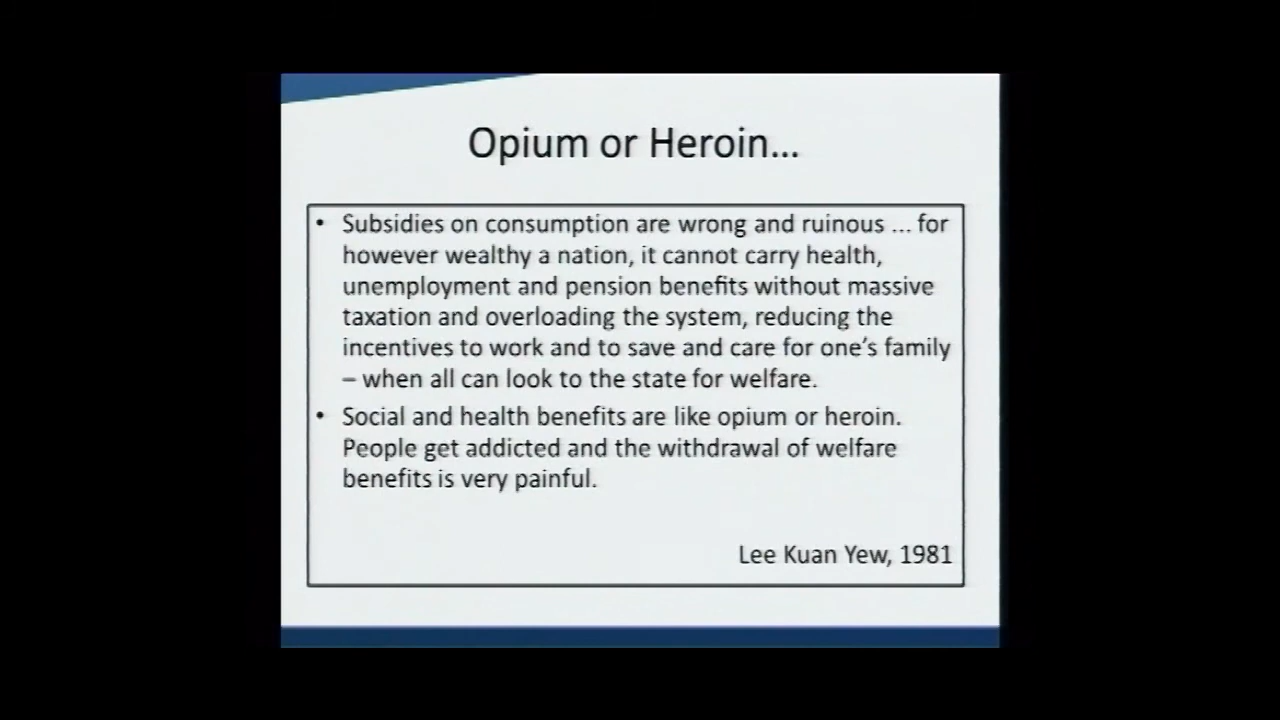 Opium or Heroin...
• Subsidies on consumption are wrong and ruinous ... for
however wealthy a nation, it cannot carry health,
unemployment and pension benefits without massive
taxation and overloading the system, reducing the
incentives to work and to save and care for one’s family
– when all can look to the state for welfare.
• Social and health benefits are like opium or heroin.
People get addicted and the withdrawal of welfare
benefits is very painful.
Lee Kuan Yew, 1981